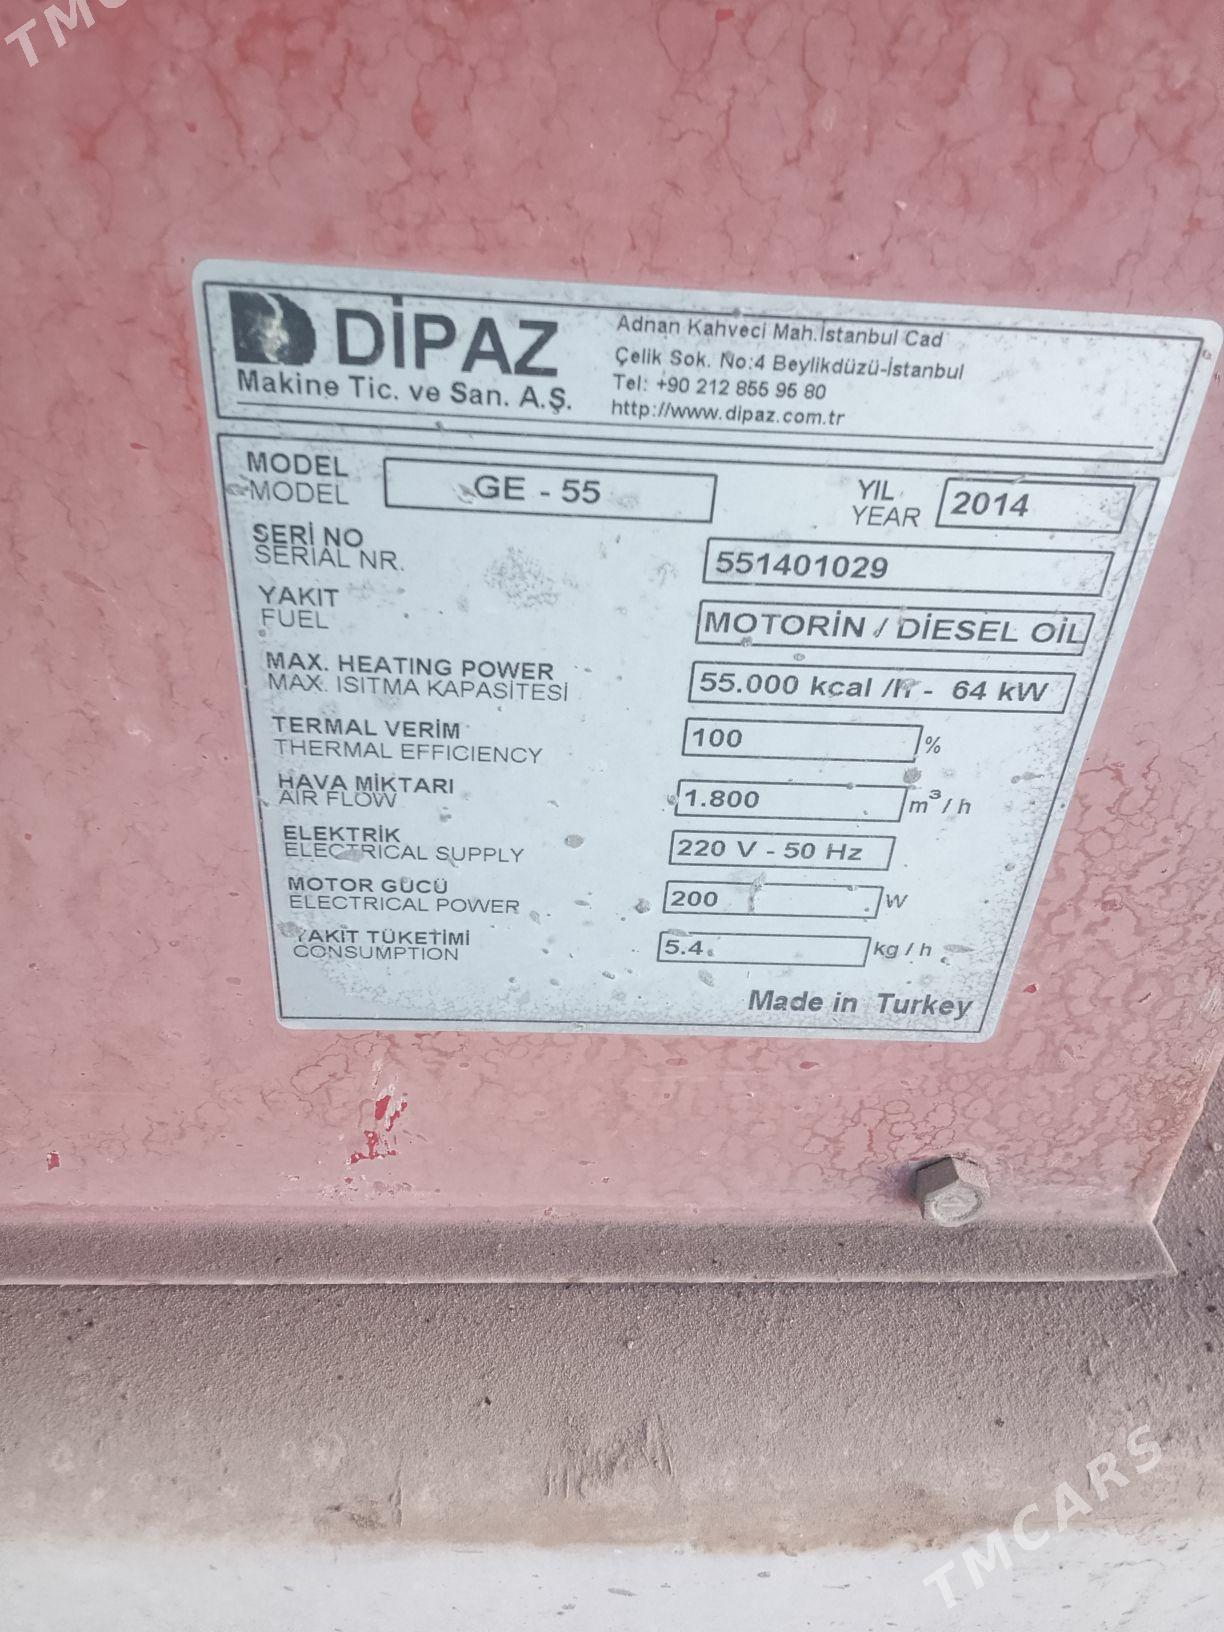 TMC
DİPAZ
Makine Tic. ve San. A.Ş.
Adnan Kahveci Mah.İstanbul Cad
Çelik Sok. No:4 Beylikdüzü-İstanbul
Tel: +90 212 855 95 80
http://www.dipaz.com.tr
MODEL
MODEL
GE - 55
YIL
YEAR
2014
SERİ NO
SERIAL NR.
551401029
YAKIT
FUEL
MOTORİN / DİESEL OİL
MAX. HEATING POWER
MAX. ISITMA KAPASİTESİ
55.000 kcal /h - 64 kW
TERMAL VERİM
THERMAL EFFICIENCY
100 %
HAVA MİKTARI
AIR FLOW
1.800 m³ / h
ELEKTRİK
ELECTRICAL SUPPLY
220 V - 50 Hz
MOTOR GÜCÜ
ELECTRICAL POWER
200 W
YAKIT TÜKETİMİ
CONSUMPTION
5.4 kg / h
Made in Turkey
TMCARS